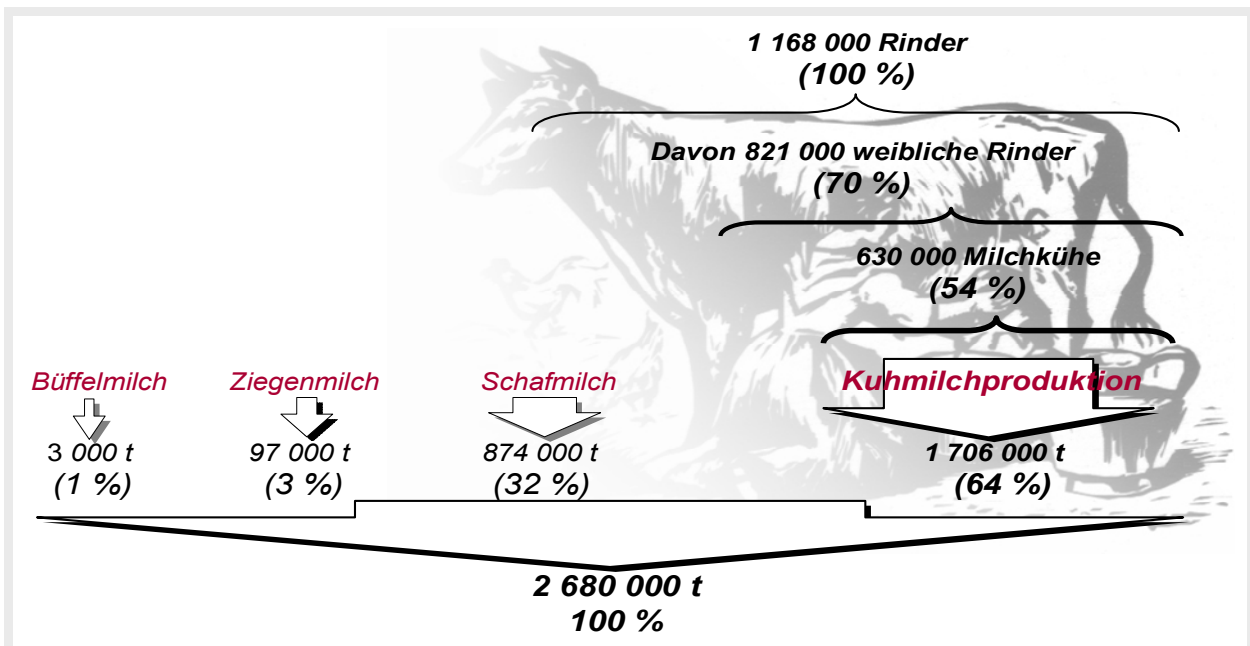 1 168 000 Rinder
(100 %)
Davon 821 000 weibliche Rinder
(70 %)
630 000 Milchkühe
(54 %)
Büffelmilch
Ziegenmilch
Schafmilch
Kuhmilchproduktion
3 000 t
97 000 t
874 000 t
1 706 000 t
(1 %)
(3 %)
(32 %)
(64 %)
2 680 000 t
100 %